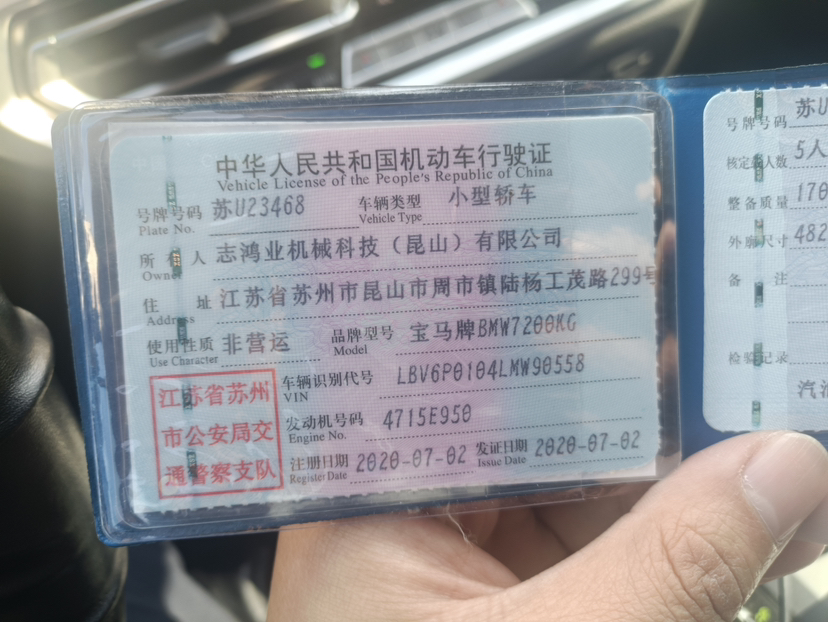 中华人民共和国机动车行驶证
Vehicle License of the People's Republic of China
号牌号码 苏U23468 车辆类型 小型轿车
Plate No. Vehicle Type
所有人 志鸿业机械科技（昆山）有限公司
Owner
住址 江苏省苏州市昆山市周市镇陆杨工茂路299号
Address
使用性质 非营运 品牌型号 宝马牌BMW7200KG
Use Character Model
车辆识别代号 LBV6P0104LMW90558
VIN
发动机号码 4715E950
Engine No.
注册日期 2020-07-02 发证日期 2020-07-02
Register Date Issue Date
江苏省苏州
市公安局交
通警察支队
号牌号码 苏U
核定载人数 5人
整备质量 170
外廓尺寸 482
备注
检验记录
汽油